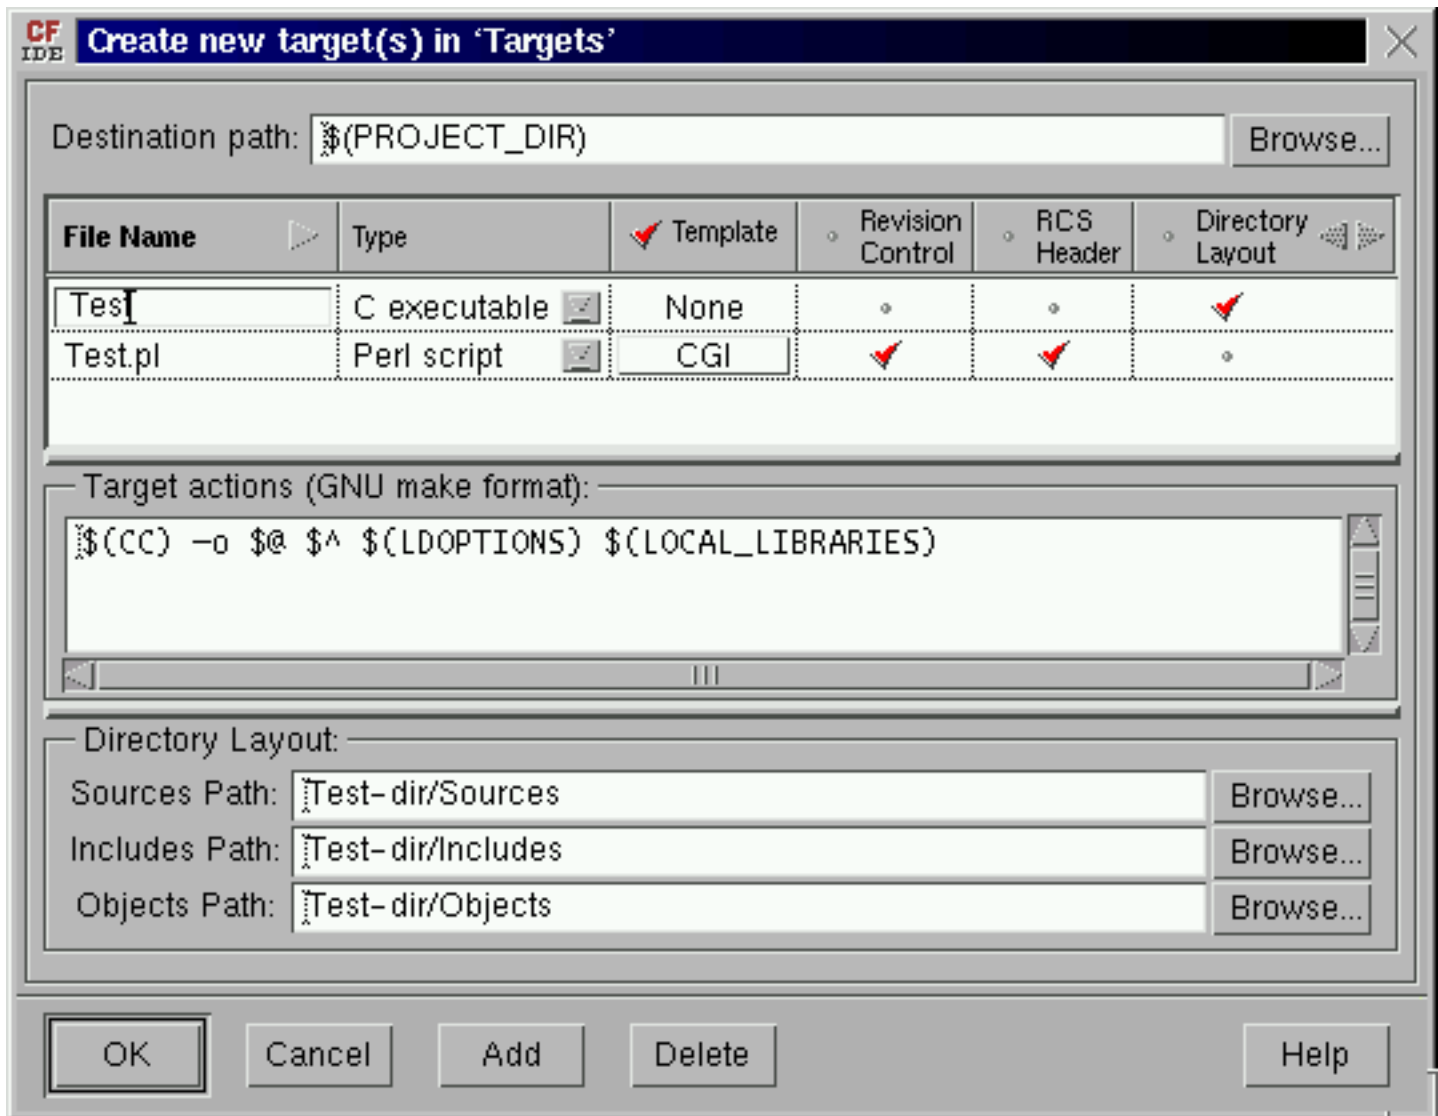 CF
IDE
Create new target(s) in ‘Targets’
Destination path: $(PROJECT_DIR) Browse...
File Name Type Template Revision Control RCS Header Directory Layout
Test C executable None
Test.pl Perl script CGI
Target actions (GNU make format):
$(CC) -o $@ $^ $(LDOPTIONS) $(LOCAL_LIBRARIES)
Directory Layout:
Sources Path: Test-dir/Sources Browse...
Includes Path: Test-dir/Includes Browse...
Objects Path: Test-dir/Objects Browse...
OK Cancel Add Delete Help